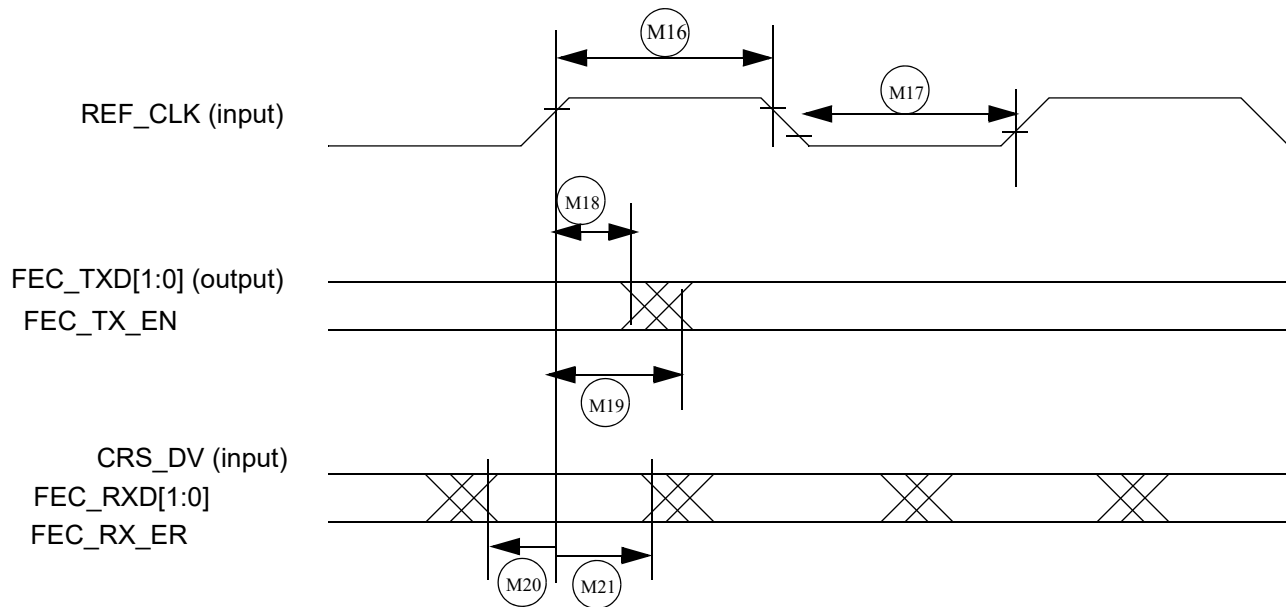 M16
REF_CLK (input)
M17
M18
FEC_TXD[1:0] (output)
FEC_TX_EN
M19
CRS_DV (input)
FEC_RXD[1:0]
FEC_RX_ER
M20
M21